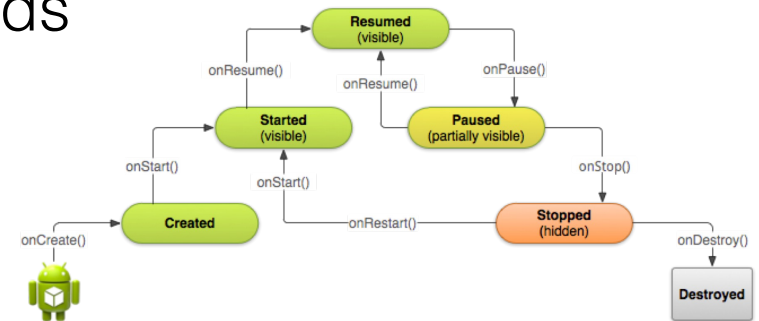 ds
Resumed
(visible)
onResume()
onResume()
onPause()
Started
(visible)
Paused
(partially visible)
onStart()
onStart()
onStop()
Created
onRestart()
Stopped
(hidden)
onCreate()
onDestroy()
Destroyed